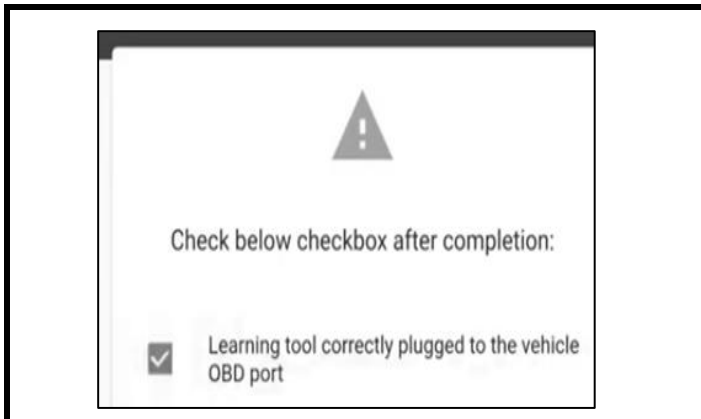 Check below checkbox after completion:
Learning tool correctly plugged to the vehicle
OBD port